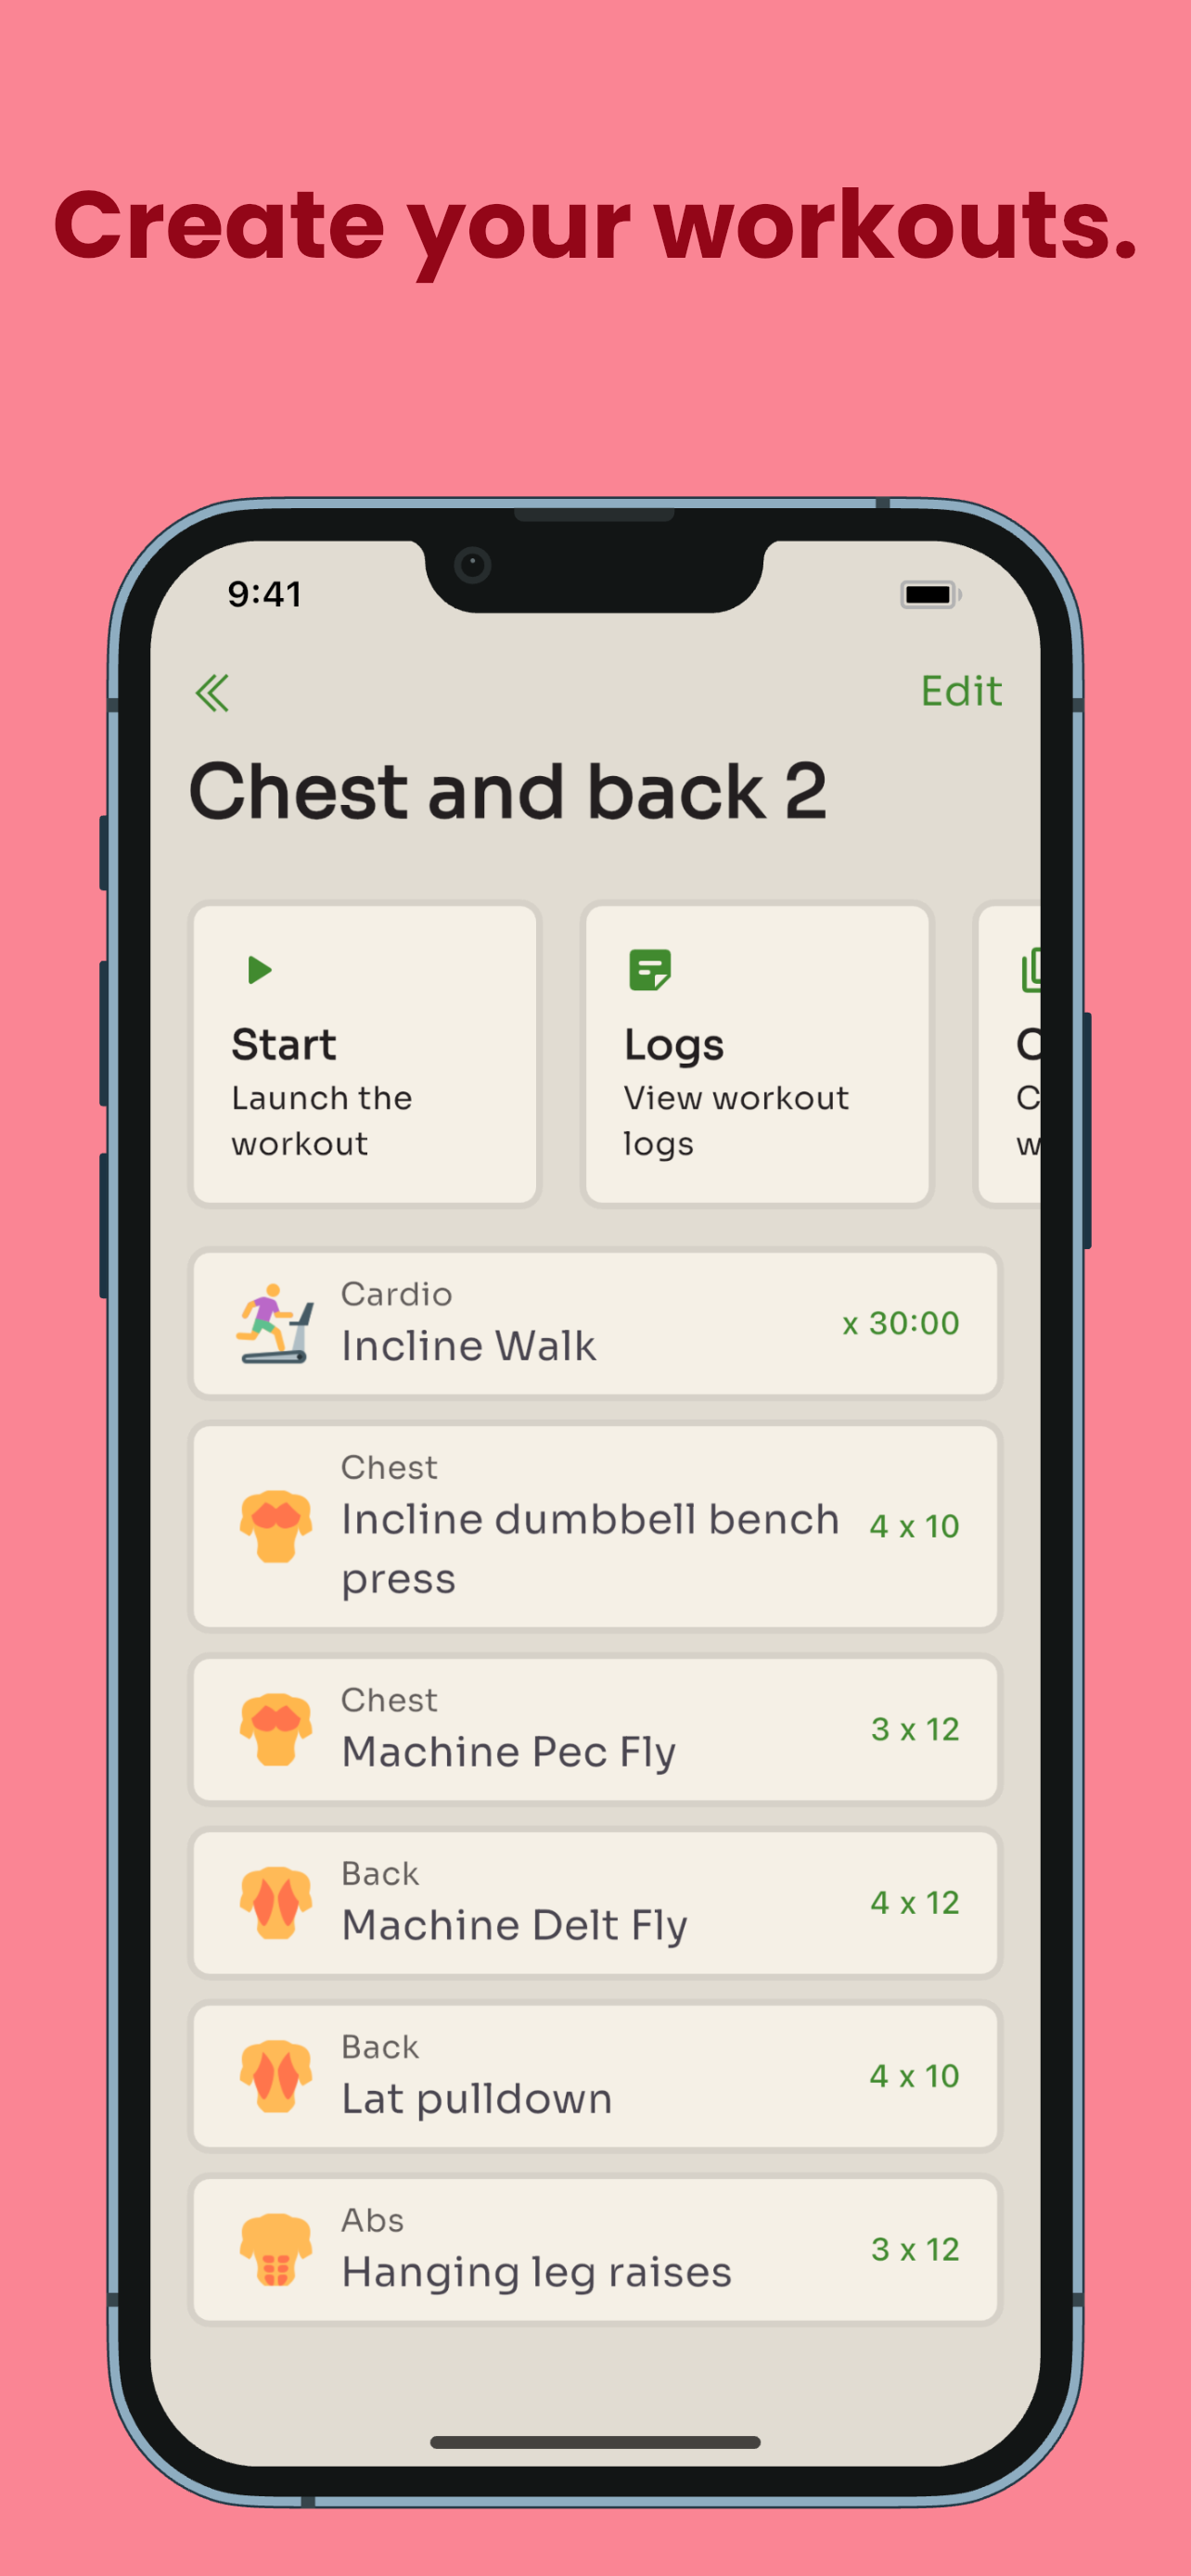 Create your workouts.
9:41
Edit
Chest and back 2
Start
Launch the
workout
Logs
View workout
logs
Cardio
Incline Walk
x 30:00
Chest
Incline dumbbell bench
press
4 x 10
Chest
Machine Pec Fly
3 x 12
Back
Machine Delt Fly
4 x 12
Back
Lat pulldown
4 x 10
Abs
Hanging leg raises
3 x 12